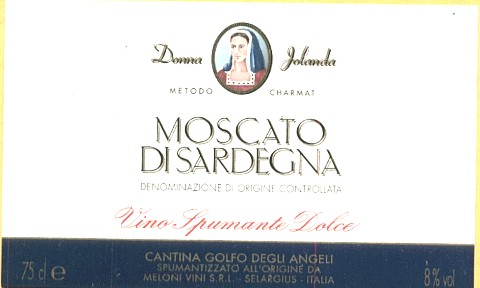 Donna Jolanda
METODO CHARMAT
MOSCATO
DI SARDEGNA
DENOMINAZIONE DI ORIGINE CONTROLLATA
Vino Spumante Dolce
CANTINA GOLFO DEGLI ANGELI
SPUMANTIZZATO ALL'ORIGINE DA
75 cl e MELONI VINI S.R.L. - SELARGIUS - ITALIA 8% vol